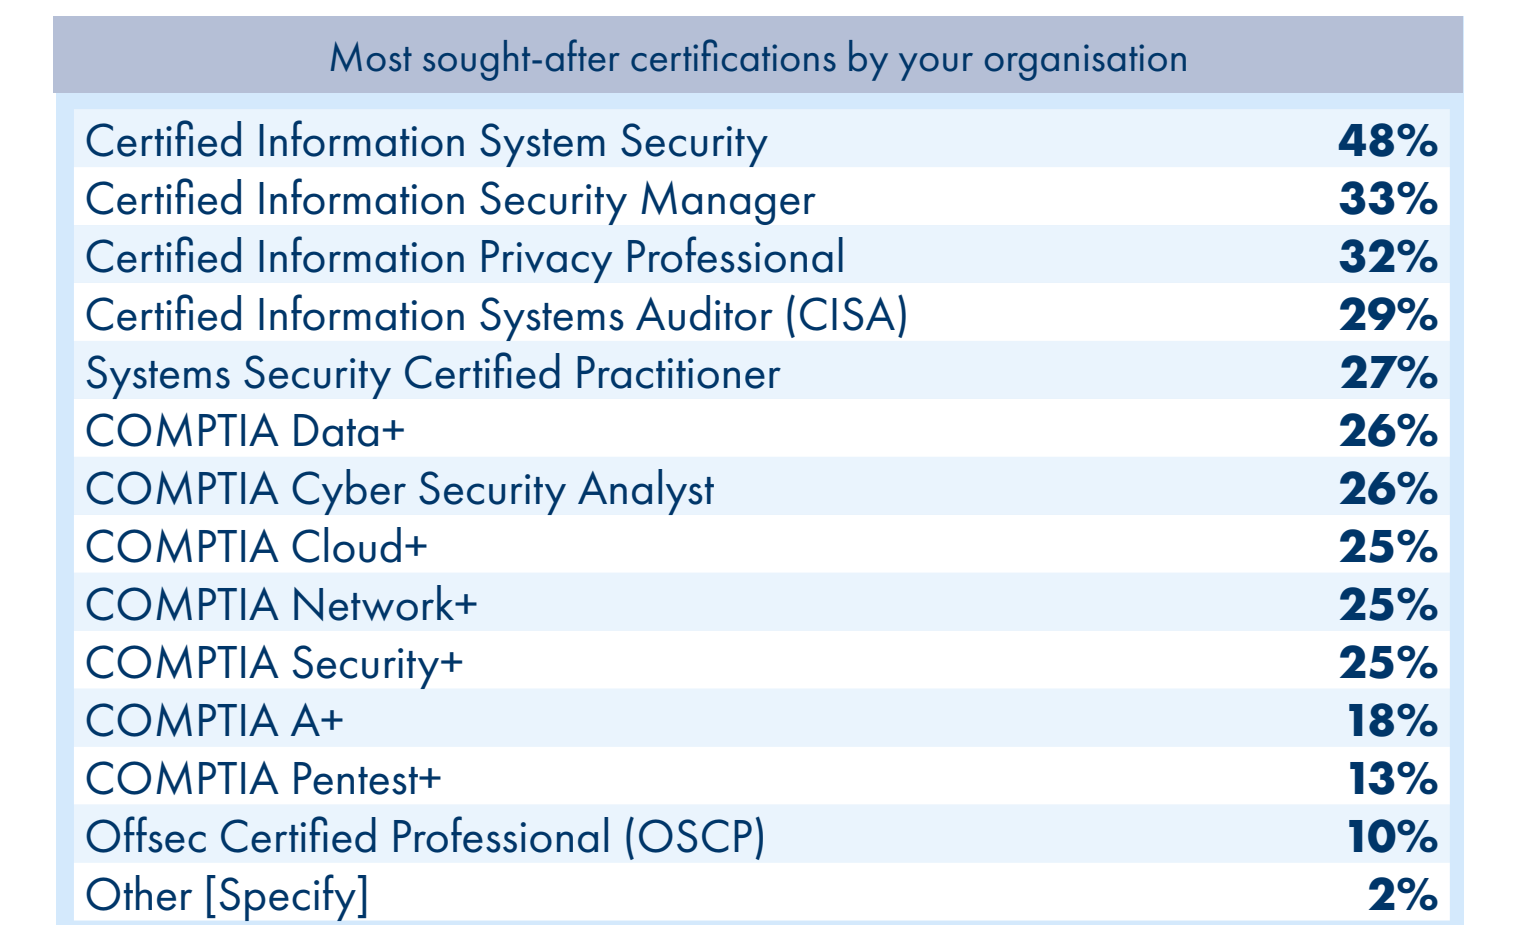 Most sought-after certifications by your organisation
Certified Information System Security 48%
Certified Information Security Manager 33%
Certified Information Privacy Professional 32%
Certified Information Systems Auditor (CISA) 29%
Systems Security Certified Practitioner 27%
COMPTIA Data+ 26%
COMPTIA Cyber Security Analyst 26%
COMPTIA Cloud+ 25%
COMPTIA Network+ 25%
COMPTIA Security+ 25%
COMPTIA A+ 18%
COMPTIA Pentest+ 13%
Offsec Certified Professional (OSCP) 10%
Other [Specify] 2%